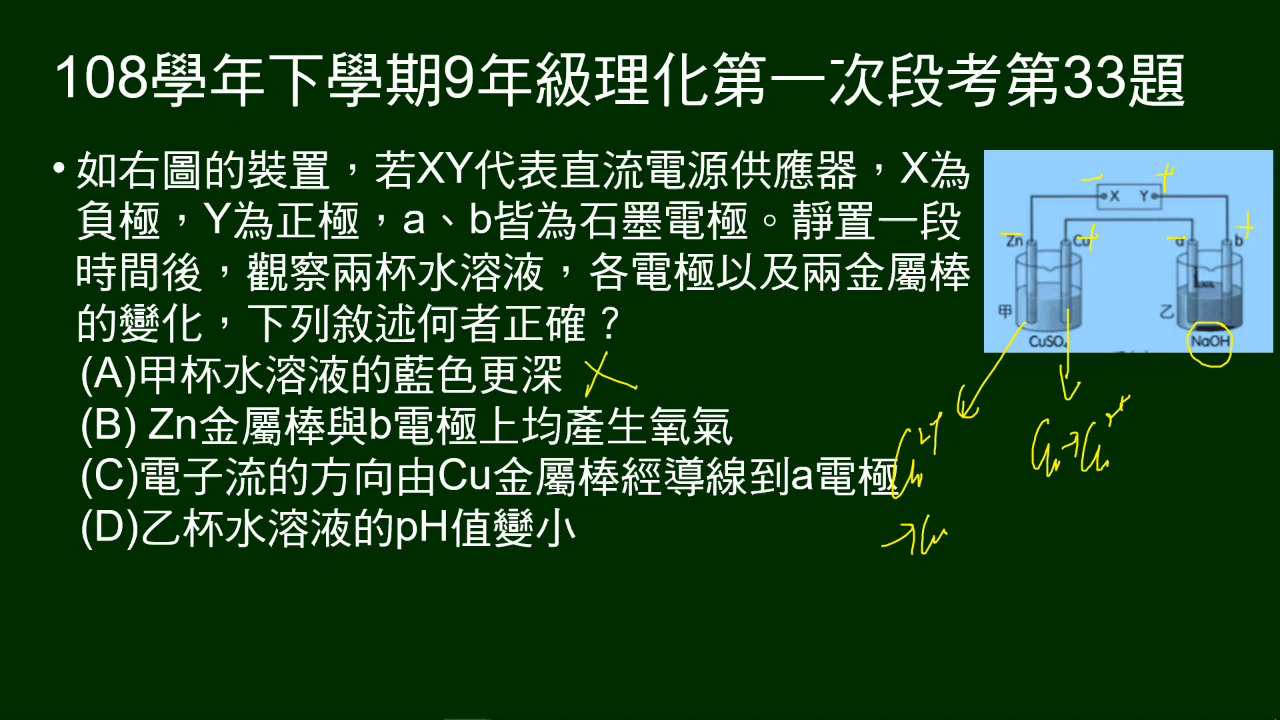 108學年下學期9年級理化第一次段考第33題
•如右圖的裝置，若XY代表直流電源供應器，X為
負極，Y為正極，a、b皆為石墨電極。靜置一段
時間後，觀察兩杯水溶液，各電極以及兩金屬棒
的變化，下列敘述何者正確？
(A)甲杯水溶液的藍色更深 ×
(B) Zn金屬棒與b電極上均產生氧氣
(C)電子流的方向由Cu金屬棒經導線到a電極
(D)乙杯水溶液的pH值變小
− +
X Y
− + − +
Zn Cu a b
甲 乙
CuSO₄ NaOH
Cu²⁺
→Cu
Cu→Cu²⁺